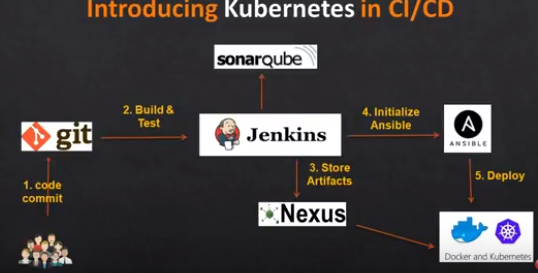 Introducing Kubernetes in CI/CD
sonarqube
2. Build &
Test
4. Initialize
Ansible
git
Jenkins
A
ANSIBLE
1. code
commit
3. Store
Artifacts
5. Deploy
Nexus
Docker and Kubernetes